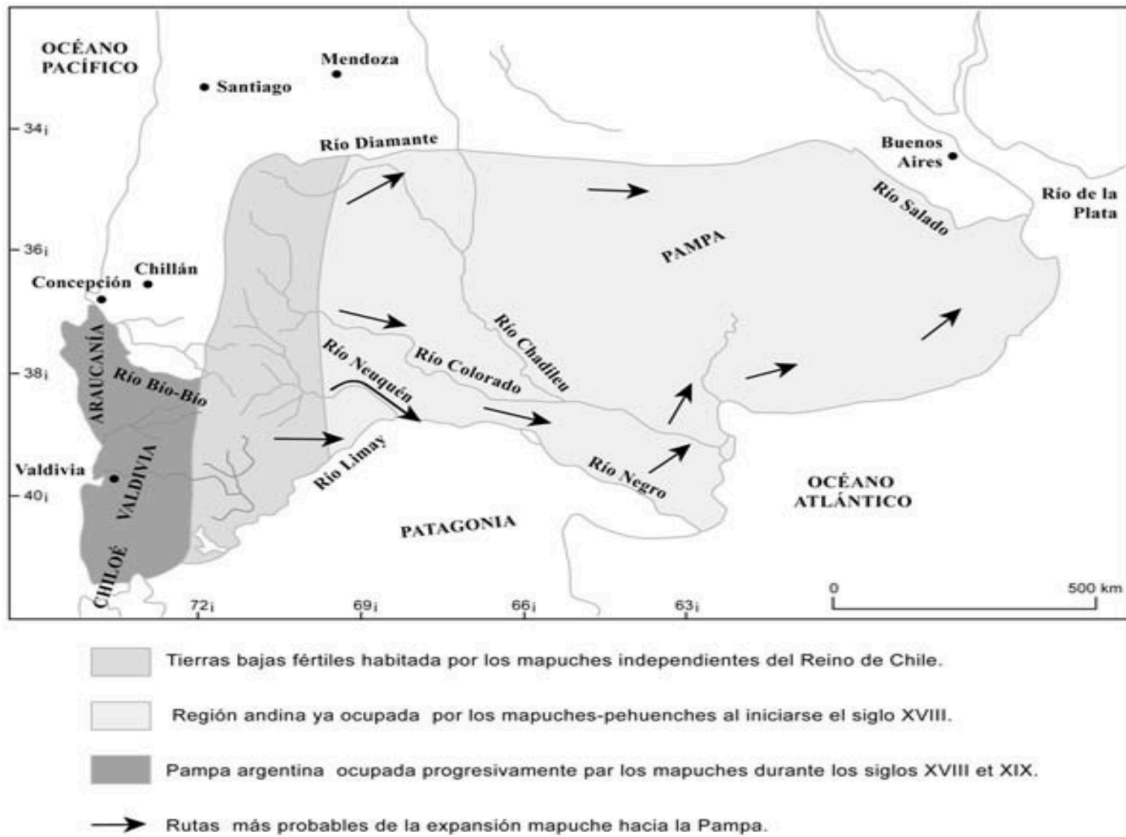 OCÉANO
PACÍFICO
Mendoza
Santiago
34¡
Río Diamante
Buenos
Aires
Río de la
Plata
Río Salado
36¡
PAMPA
Chillán
Concepción
ARAUCANÍA
Río Bío-Bío
38¡
Río Neuquén
Río Colorado
Río Chadileu
Valdivia
VALDIVIA
Río Limay
Río Negro
40¡
OCÉANO
ATLÁNTICO
PATAGONIA
CHILOÉ
72¡
69¡
66¡
63¡
0
500 km
Tierras bajas fértiles habitada por los mapuches independientes del Reino de Chile.
Región andina ya ocupada por los mapuches-pehuenches al iniciarse el siglo XVIII.
Pampa argentina ocupada progresivamente par los mapuches durante los siglos XVIII et XIX.
Rutas más probables de la expansión mapuche hacia la Pampa.